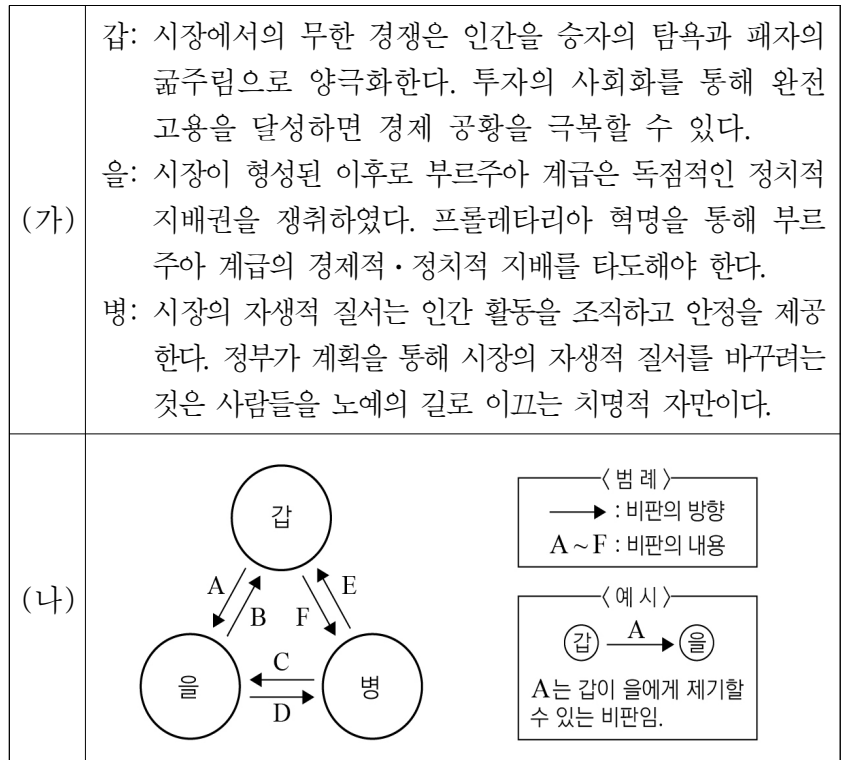 (가)
갑: 시장에서의 무한 경쟁은 인간을 승자의 탐욕과 패자의
굶주림으로 양극화한다. 투자의 사회화를 통해 완전
고용을 달성하면 경제 공황을 극복할 수 있다.
을: 시장이 형성된 이후로 부르주아 계급은 독점적인 정치적
지배권을 쟁취하였다. 프롤레타리아 혁명을 통해 부르
주아 계급의 경제적·정치적 지배를 타도해야 한다.
병: 시장의 자생적 질서는 인간 활동을 조직하고 안정을 제공
한다. 정부가 계획을 통해 시장의 자생적 질서를 바꾸려는
것은 사람들을 노예의 길로 이끄는 치명적 자만이다.
(나)
갑
A
B
F
E
을
C
D
병
〈범 례〉
→ : 비판의 방향
A~F : 비판의 내용
〈예 시〉
갑 A → 을
A는 갑이 을에게 제기할
수 있는 비판임.